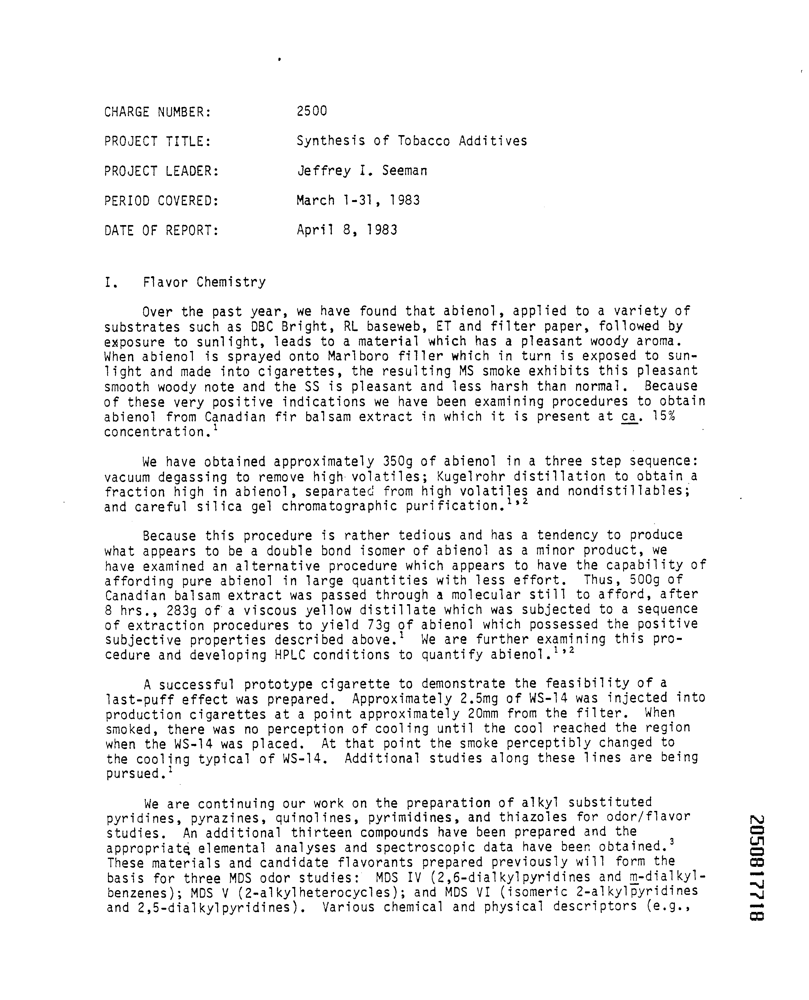 CHARGE NUMBER: 2500
PROJECT TITLE: Synthesis of Tobacco Additives
PROJECT LEADER: Jeffrey I. Seeman
PERIOD COVERED: March 1-31, 1983
DATE OF REPORT: April 8, 1983
I. Flavor Chemistry
Over the past year, we have found that abienol, applied to a variety of
substrates such as DBC Bright, RL baseweb, ET and filter paper, followed by
exposure to sunlight, leads to a material which has a pleasant woody aroma.
When abienol is sprayed onto Marlboro filler which in turn is exposed to sun-
light and made into cigarettes, the resulting MS smoke exhibits this pleasant
smooth woody note and the SS is pleasant and less harsh than normal. Because
of these very positive indications we have been examining procedures to obtain
abienol from Canadian fir balsam extract in which it is present at ca. 15%
concentration.¹
We have obtained approximately 350g of abienol in a three step sequence:
vacuum degassing to remove high volatiles; Kugelrohr distillation to obtain a
fraction high in abienol, separated from high volatiles and nondistillables;
and careful silica gel chromatographic purification.¹,²
Because this procedure is rather tedious and has a tendency to produce
what appears to be a double bond isomer of abienol as a minor product, we
have examined an alternative procedure which appears to have the capability of
affording pure abienol in large quantities with less effort. Thus, 500g of
Canadian balsam extract was passed through a molecular still to afford, after
8 hrs., 283g of a viscous yellow distillate which was subjected to a sequence
of extraction procedures to yield 73g of abienol which possessed the positive
subjective properties described above.¹ We are further examining this pro-
cedure and developing HPLC conditions to quantify abienol.¹,²
A successful prototype cigarette to demonstrate the feasibility of a
last-puff effect was prepared. Approximately 2.5mg of WS-14 was injected into
production cigarettes at a point approximately 20mm from the filter. When
smoked, there was no perception of cooling until the cool reached the region
when the WS-14 was placed. At that point the smoke perceptibly changed to
the cooling typical of WS-14. Additional studies along these lines are being
pursued.¹
We are continuing our work on the preparation of alkyl substituted
pyridines, pyrazines, quinolines, pyrimidines, and thiazoles for odor/flavor
studies. An additional thirteen compounds have been prepared and the
appropriate elemental analyses and spectroscopic data have been obtained.³
These materials and candidate flavorants prepared previously will form the
basis for three MDS odor studies: MDS IV (2,6-dialkylpyridines and m-dialkyl-
benzenes); MDS V (2-alkylheterocycles); and MDS VI (isomeric 2-alkylpyridines
and 2,5-dialkylpyridines). Various chemical and physical descriptors (e.g.,
2050817718